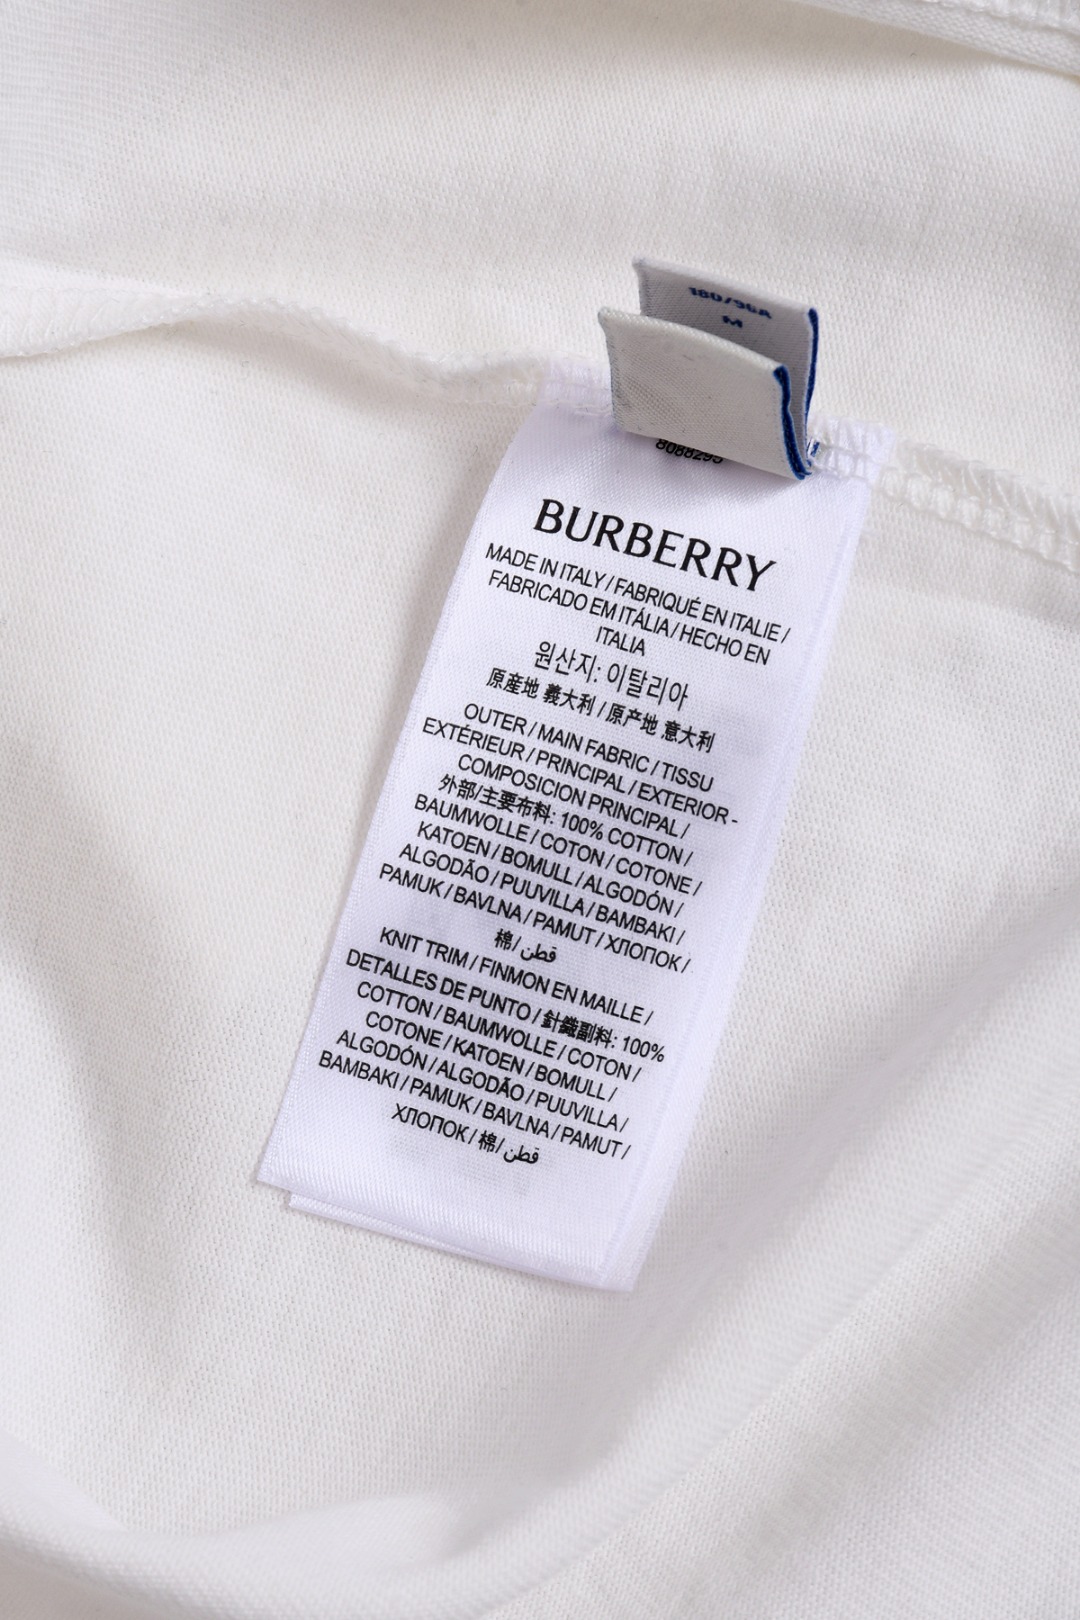 180/96A
M
8088295
BURBERRY
MADE IN ITALY / FABRIQUÉ EN ITALIE /
FABRICADO EM ITÁLIA / HECHO EN
ITALIA
원산지: 이탈리아
原産地 義大利 / 原产地 意大利
OUTER / MAIN FABRIC / TISSU
EXTÉRIEUR / PRINCIPAL / EXTERIOR -
COMPOSICION PRINCIPAL /
外部/主要布料: 100% COTTON /
BAUMWOLLE / COTON / COTONE /
KATOEN / BOMULL / ALGODÓN /
ALGODÃO / PUUVILLA / BAMBAKI /
PAMUK / BAVLNA / PAMUT / ХЛОПОК /
棉/ قطن
KNIT TRIM / FINMON EN MAILLE /
DETALLES DE PUNTO / 針織副料: 100%
COTTON / BAUMWOLLE / COTON /
COTONE / KATOEN / BOMULL /
ALGODÓN / ALGODÃO / PUUVILLA /
BAMBAKI / PAMUK / BAVLNA / PAMUT /
ХЛОПОК / 棉/ قطن